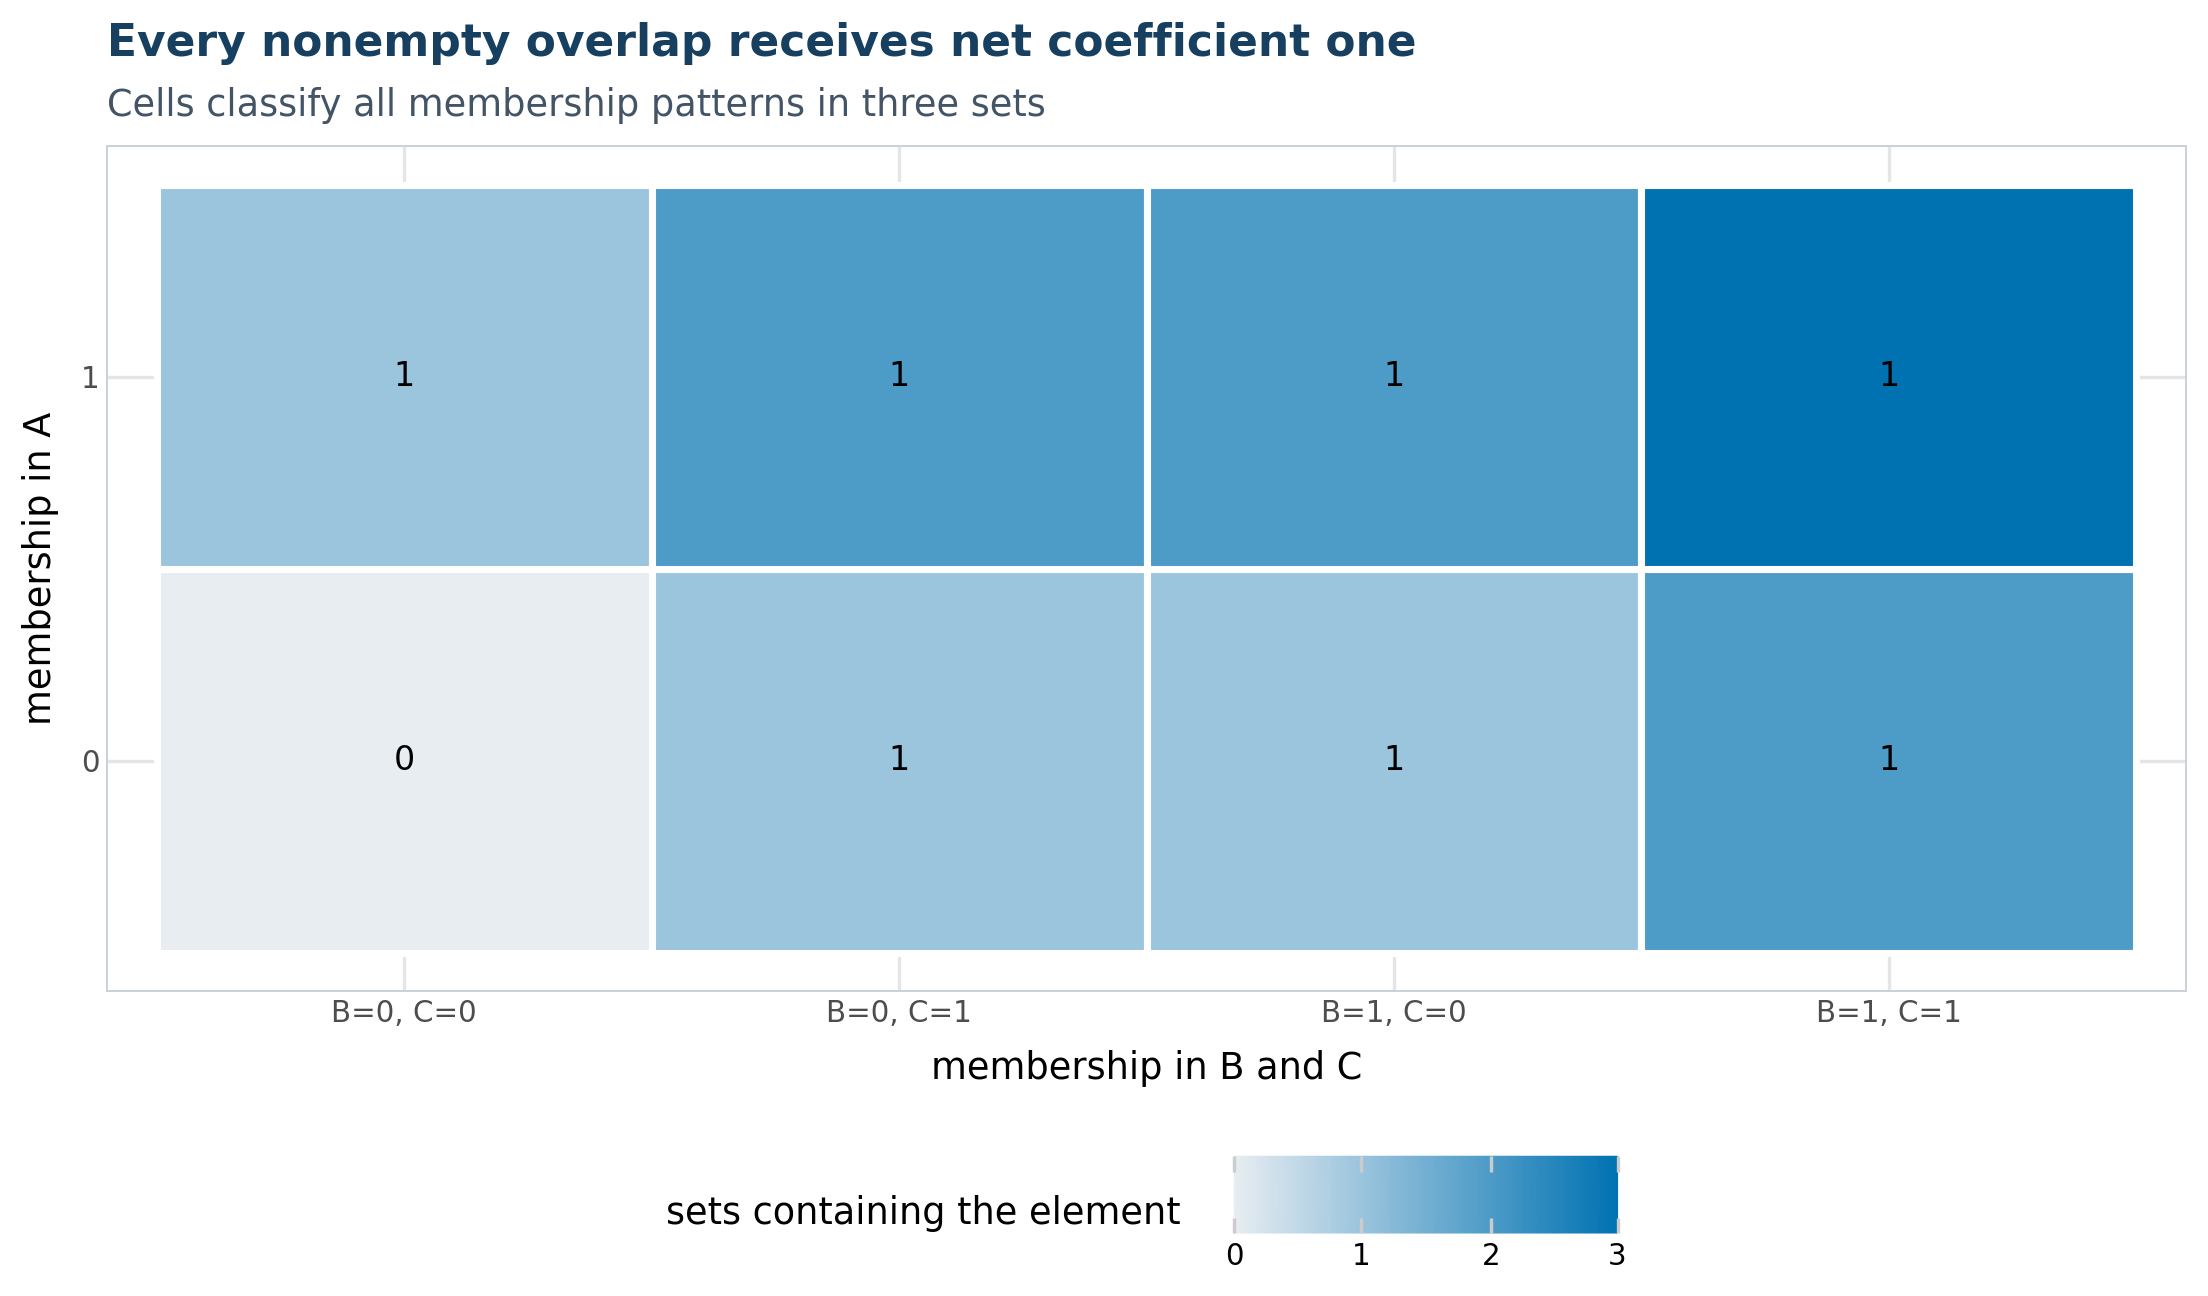 Every nonempty overlap receives net coefficient one
Cells classify all membership patterns in three sets
membership in A
1
1
1
1
1
0
0
1
1
1
B=0, C=0
B=0, C=1
B=1, C=0
B=1, C=1
membership in B and C
sets containing the element
0
1
2
3